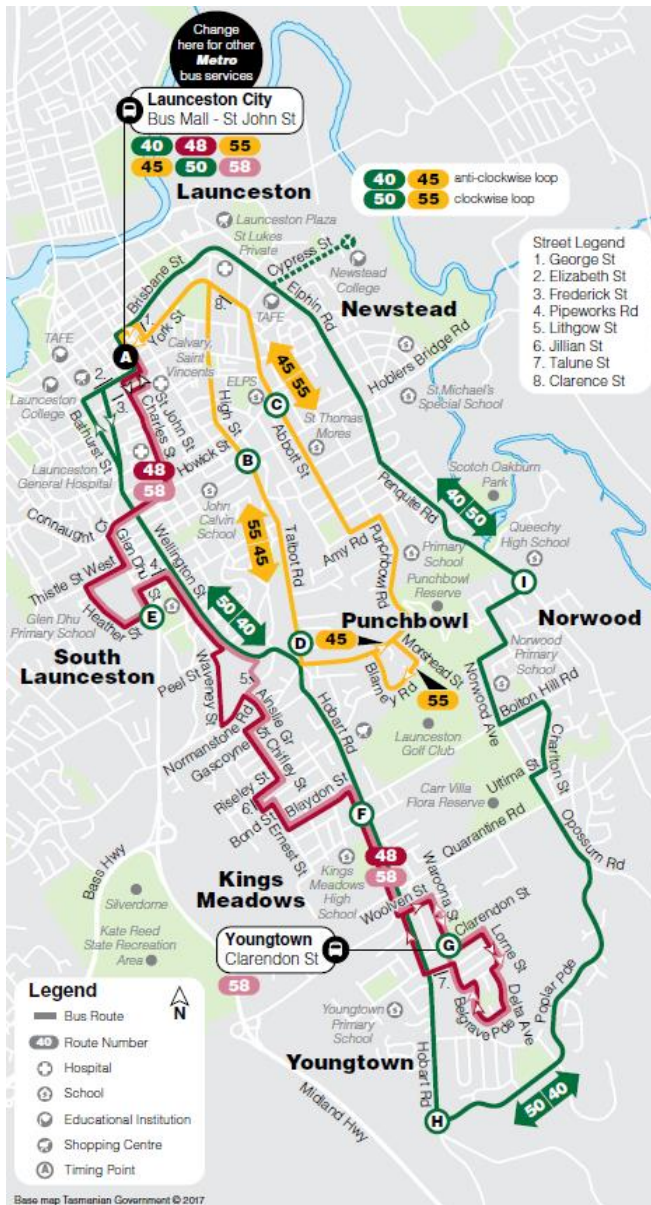 Change
here for other
Metro
bus services
Launceston City
Bus Mall - St John St
40 48 55
45 50 58
Launceston
40 45 anti-clockwise loop
50 55 clockwise loop
Launceston Plaza
St Lukes
Private
Cypress St
Newstead
College
Street Legend
1. George St
2. Elizabeth St
3. Frederick St
4. Pipeworks Rd
5. Lithgow St
6. Jillian St
7. Talune St
8. Clarence St
Brisbane St
Elphin Rd
Newstead
1.
York St
8.
TAFE
Hoblers Bridge Rd
TAFE
A
Calvary,
Saint
Vincents
45 55
ELPS
St Michael's
Special School
2.
3.
Launceston
College
St John St
Charles St
High St
C
Abbott St
St Thomas
Mores
Bathurst St
Howick St
B
Launceston
General Hospital
48
58
John
Calvin
School
Scotch Oakburn
Park
Penquite Rd
40 50
Queechy
High School
Connaught Cr
Glen Dhu St
Wellington St
55 45
Talbot Rd
Amy Rd
Punchbowl Rd
Primary
School
Punchbowl
Reserve
I
Thistle St West
4.
Heather St
E
50 40
Glen Dhu
Primary School
D
45
Punchbowl
Norwood
Morshead St
Norwood
Primary
School
South
Launceston
Peel St
Waveney St
5.
Ainslie Gr
Hobart Rd
Blarney Rd
55
Norwood Ave
Bolton Hill Rd
Launceston
Golf Club
Charlton St
Normanstone Rd
Gascoyne St
Chifley St
Riseley St
6.
Blaydon St
Bond St
Ernest St
F
Carr Villa
Flora Reserve
Ultima St
Quarantine Rd
Opossum Rd
Bass Hwy
Kings
Meadows
Kings
Meadows
High
School
48
58
Waroona St
Woolven St
Clarendon St
Silverdome
Kate Reed
State Recreation
Area
Youngtown
Clarendon St
58
G
Lorne St
7.
Belgrave Pde
Delta Ave
Poplar Pde
Legend
N
Bus Route
40 Route Number
Hospital
School
Educational Institution
Shopping Centre
A Timing Point
Youngtown
Primary
School
Youngtown
Hobart Rd
50 40
H
Midland Hwy
Base map Tasmanian Government © 2017